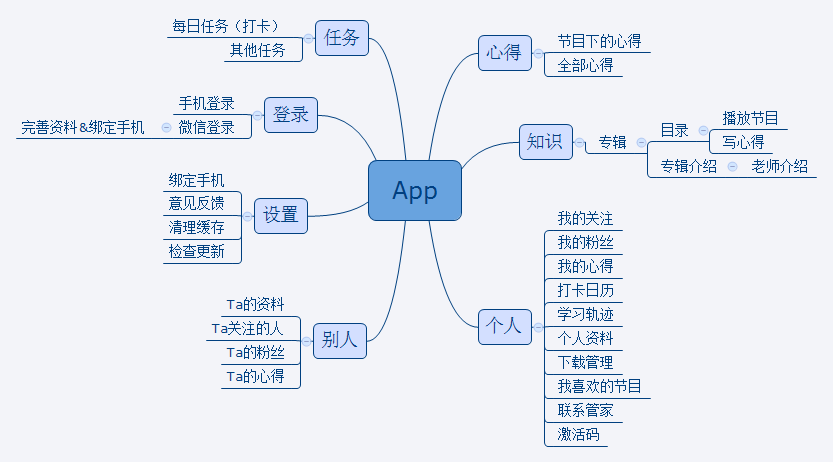 App
任务
每日任务（打卡）
其他任务
登录
手机登录
微信登录
完善资料&绑定手机
设置
绑定手机
意见反馈
清理缓存
检查更新
别人
Ta的资料
Ta关注的人
Ta的粉丝
Ta的心得
心得
节目下的心得
全部心得
知识
专辑
目录
播放节目
写心得
专辑介绍
老师介绍
个人
我的关注
我的粉丝
我的心得
打卡日历
学习轨迹
个人资料
下载管理
我喜欢的节目
联系管家
激活码